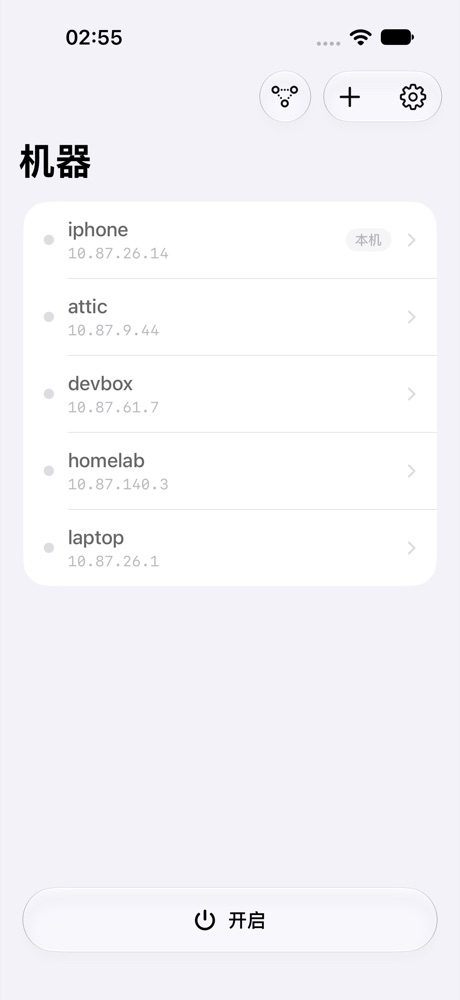 02:55
机器
iphone
10.87.26.14
本机
attic
10.87.9.44
devbox
10.87.61.7
homelab
10.87.140.3
laptop
10.87.26.1
开启